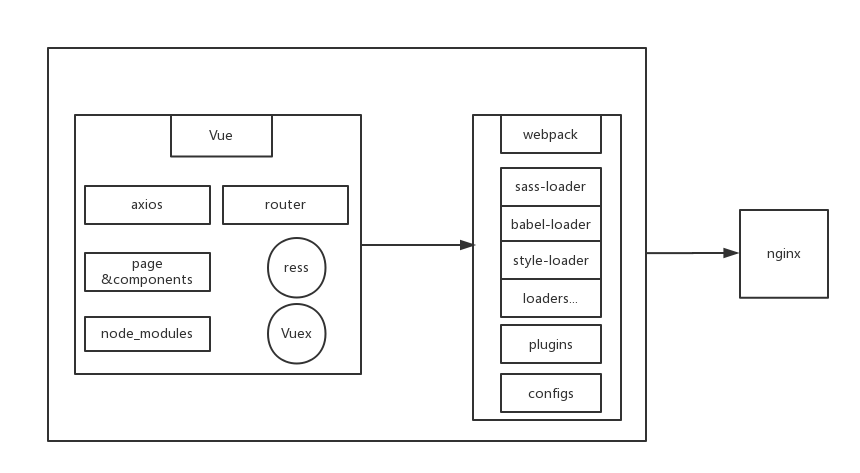 Vue
axios
router
page
&components
ress
node_modules
Vuex
webpack
sass-loader
babel-loader
style-loader
loaders...
plugins
configs
nginx